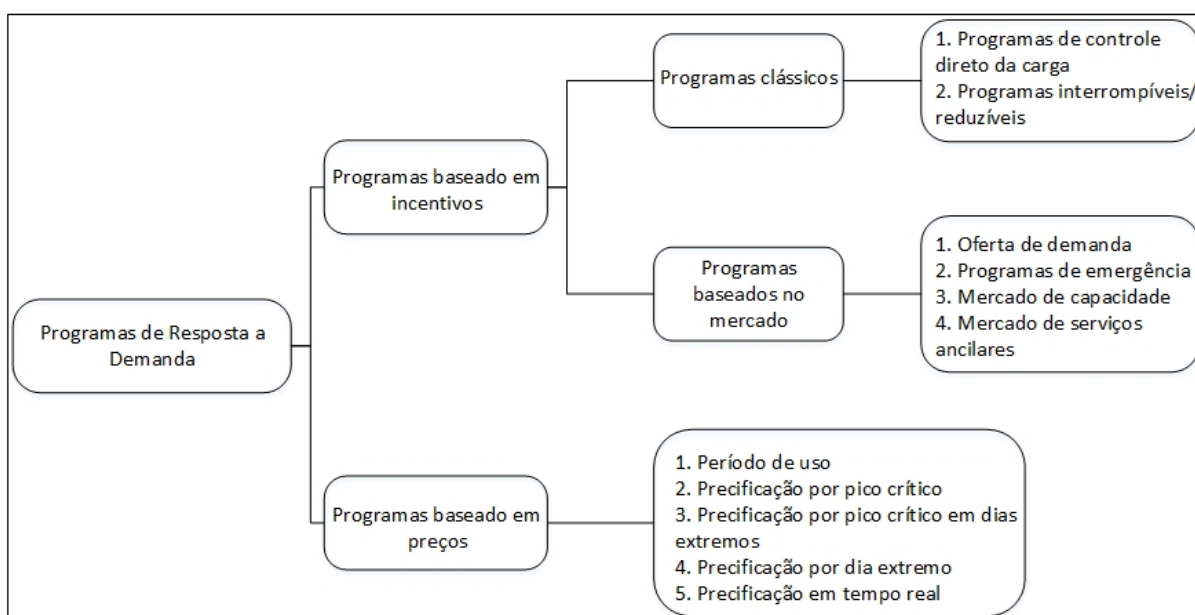 Programas de Resposta a
Demanda
Programas baseado em
incentivos
Programas clássicos
1. Programas de controle
direto da carga
2. Programas interrompíveis/
reduzíveis
Programas
baseados no
mercado
1. Oferta de demanda
2. Programas de emergência
3. Mercado de capacidade
4. Mercado de serviços
ancilares
Programas baseado em
preços
1. Período de uso
2. Precificação por pico crítico
3. Precificação por pico crítico em dias
extremos
4. Precificação por dia extremo
5. Precificação em tempo real